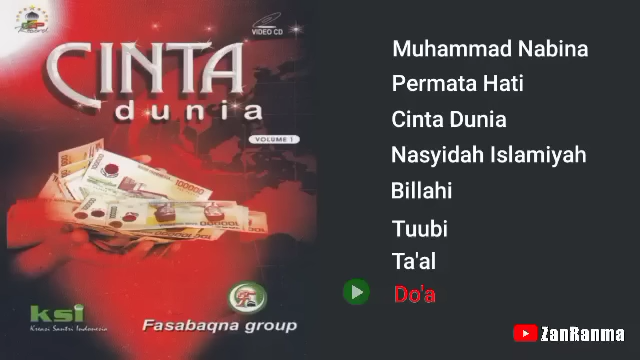 VIDEO CD
CINTA
dunia
VOLUME 1
100000
ksi
Kreasi Santri Indonesia
Fasabaqna group
Muhammad Nabina
Permata Hati
Cinta Dunia
Nasyidah Islamiyah
Billahi
Tuubi
Ta'al
Do'a
ZanRanma